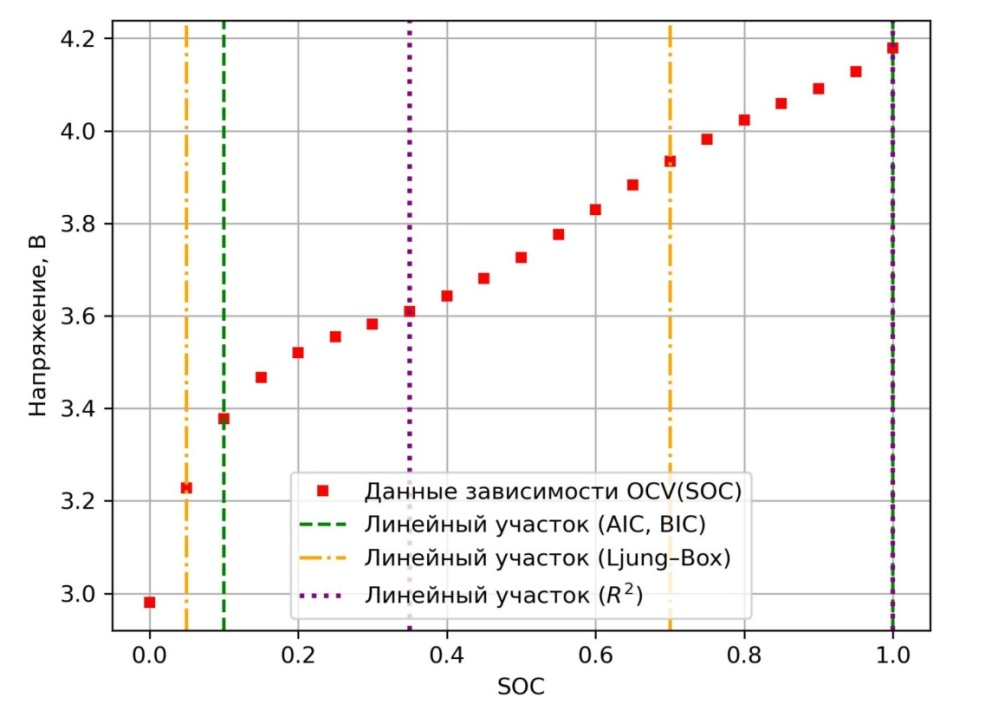 4.2
4.0
3.8
3.6
3.4
3.2
3.0
Напряжение, В
Данные зависимости OCV(SOC)
Линейный участок (AIC, BIC)
Линейный участок (Ljung–Box)
Линейный участок (R²)
0.0 0.2 0.4 0.6 0.8 1.0
SOC